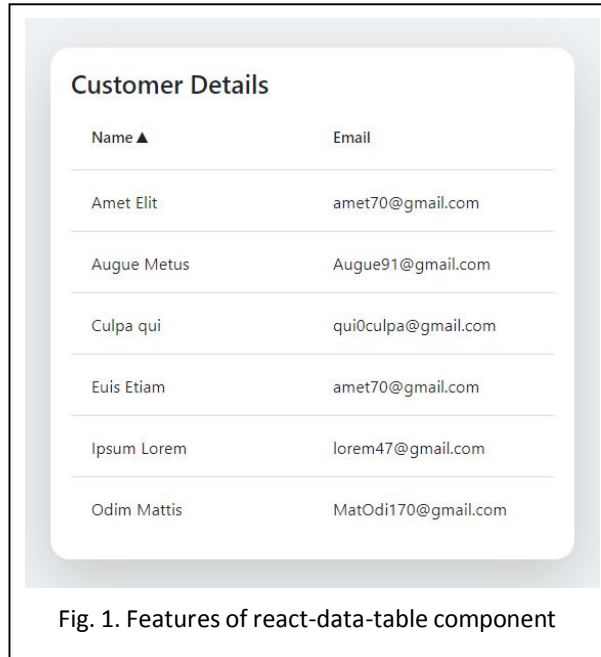 Customer Details
Name▲ Email
Amet Elit amet70@gmail.com
Augue Metus Augue91@gmail.com
Culpa qui qui0culpa@gmail.com
Euis Etiam amet70@gmail.com
Ipsum Lorem lorem47@gmail.com
Odim Mattis MatOdi170@gmail.com
Fig. 1. Features of react-data-table component